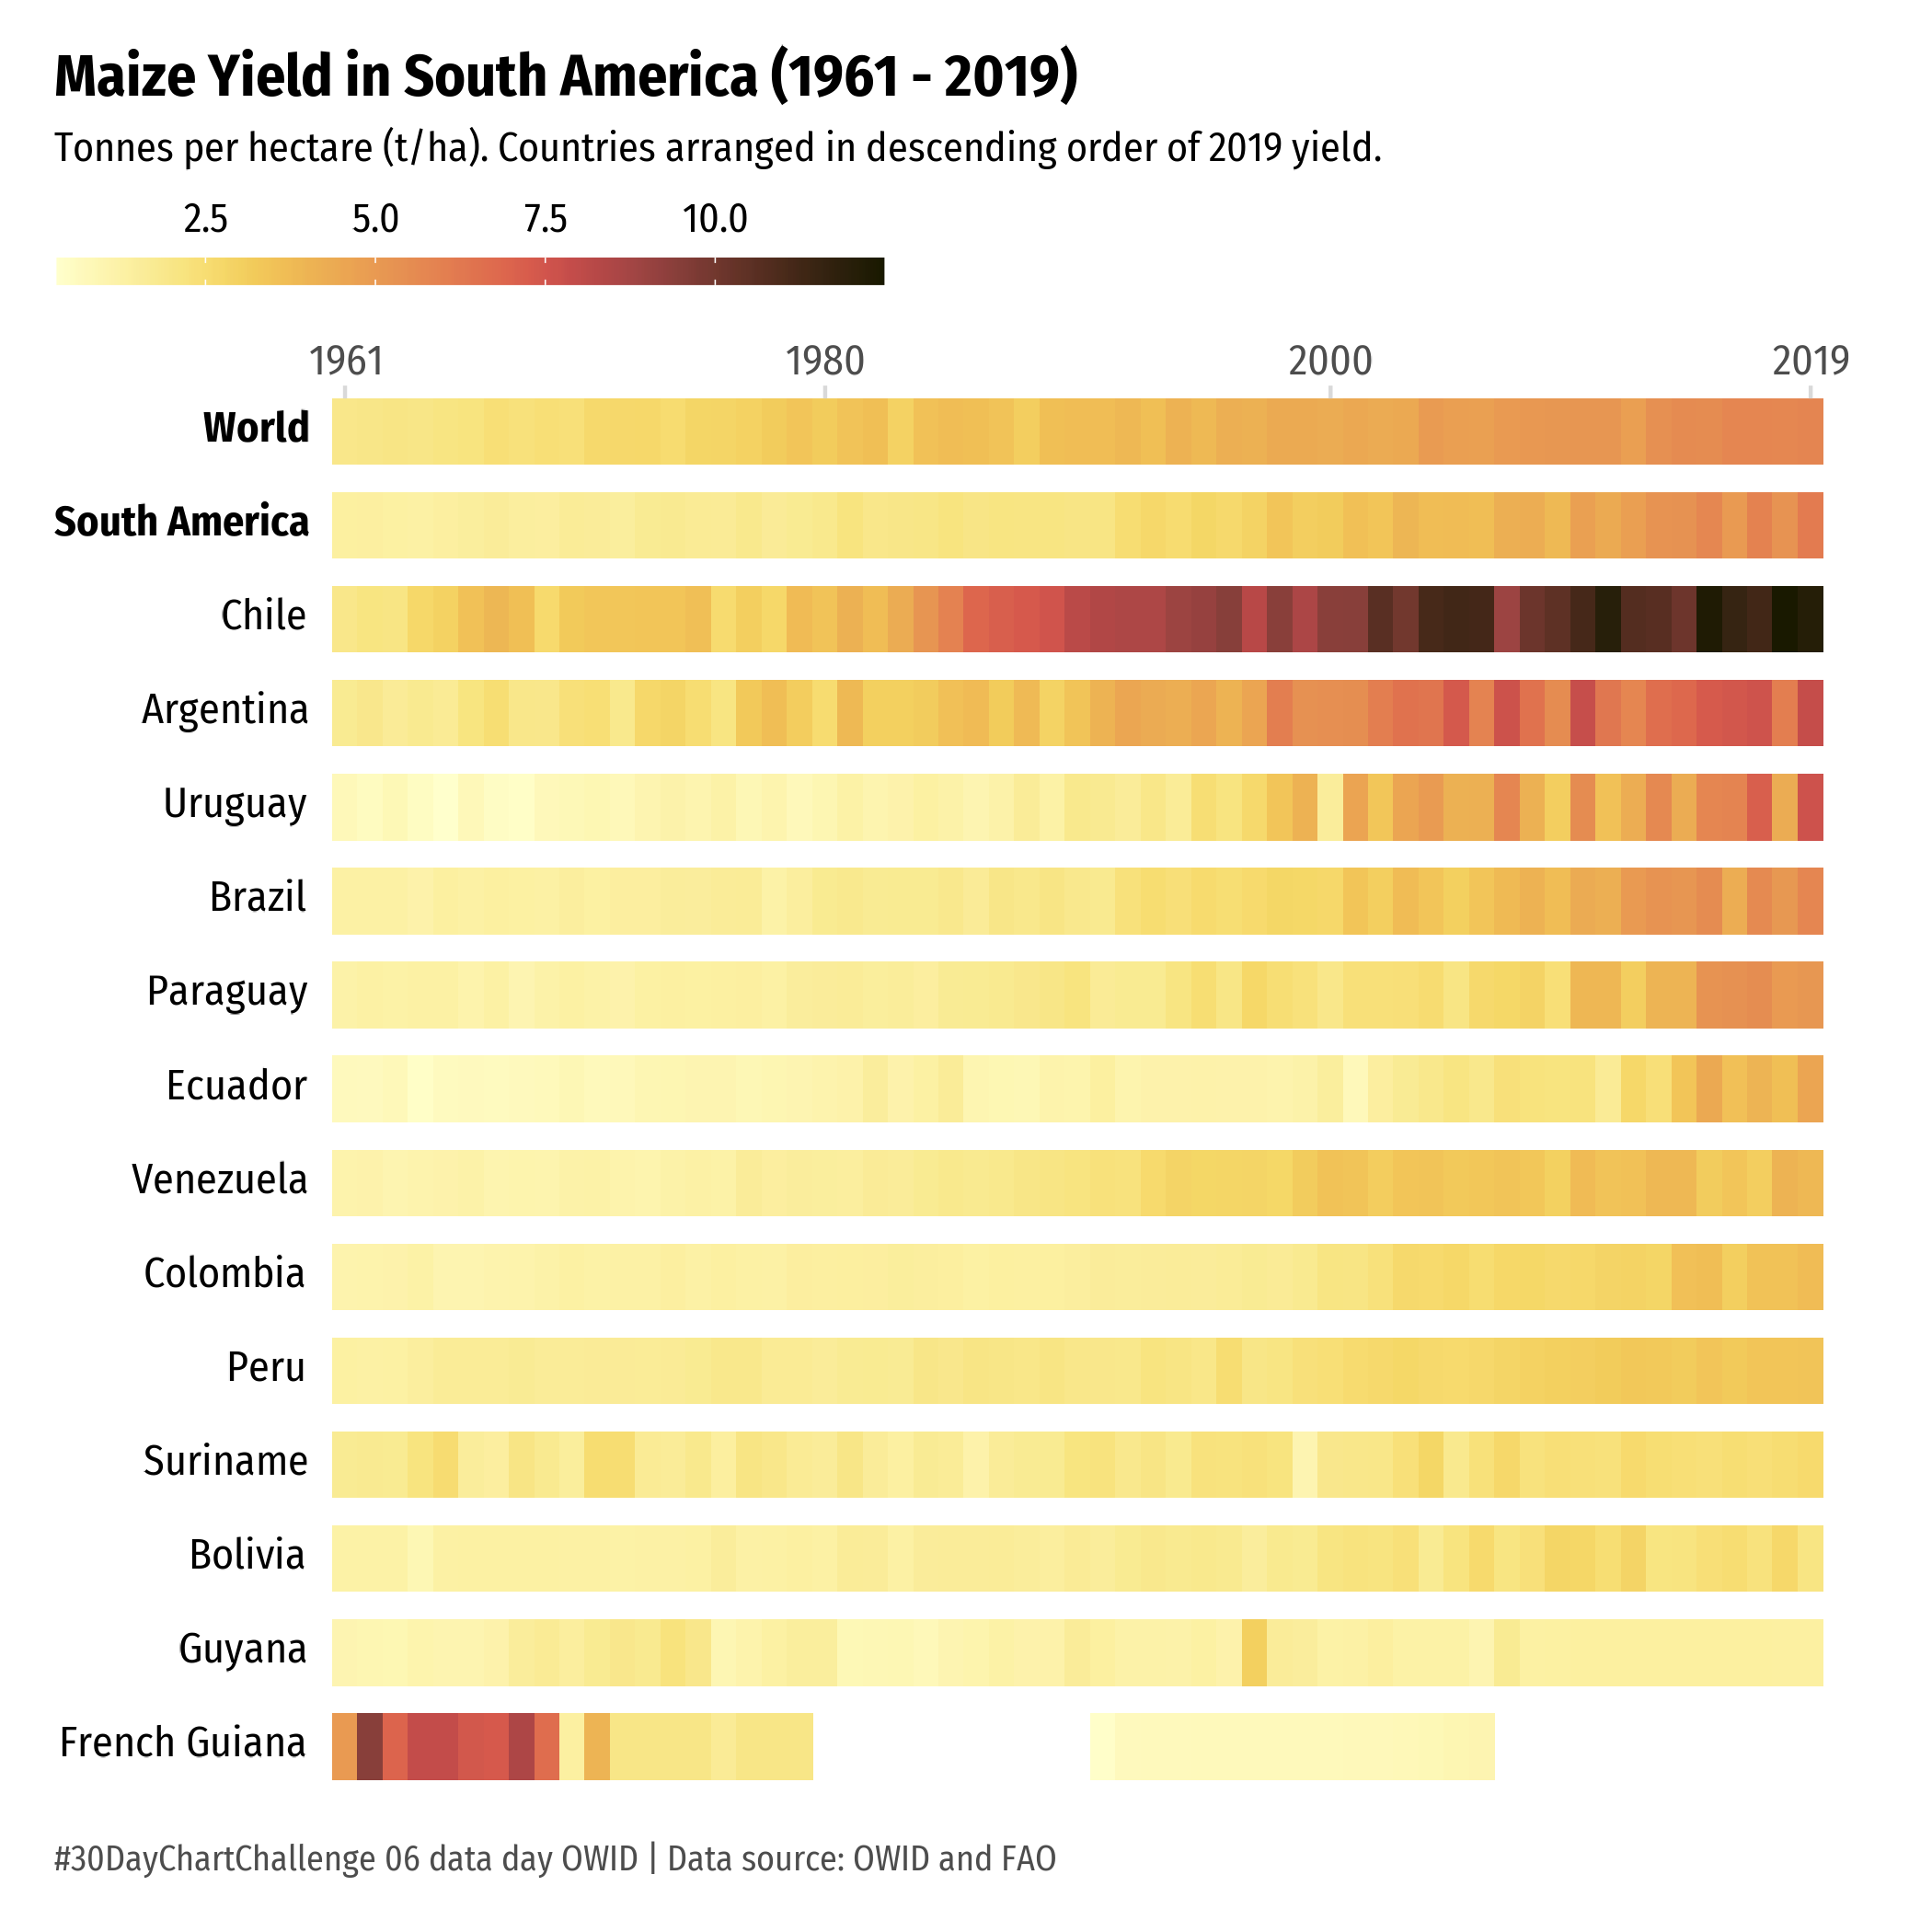 Maize Yield in South America (1961 - 2019)
Tonnes per hectare (t/ha). Countries arranged in descending order of 2019 yield.
2.5 5.0 7.5 10.0
1961 1980 2000 2019
World
South America
Chile
Argentina
Uruguay
Brazil
Paraguay
Ecuador
Venezuela
Colombia
Peru
Suriname
Bolivia
Guyana
French Guiana
#30DayChartChallenge 06 data day OWID | Data source: OWID and FAO